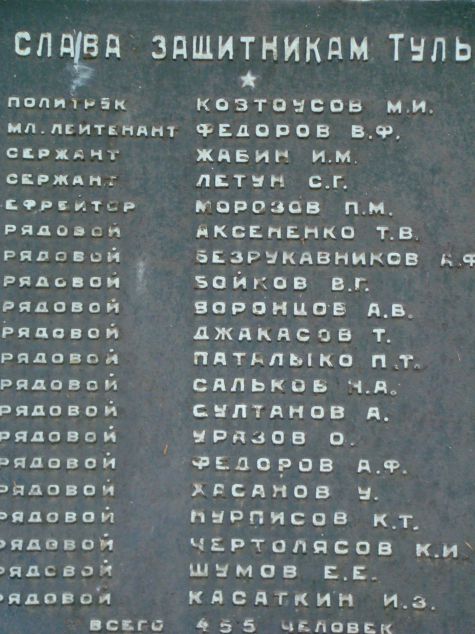 СЛАВА ЗАЩИТНИКАМ ТУЛЬ
ПОЛИТРУК КОЗТОУСОВ М.И.
МЛ. ЛЕЙТЕНАНТ ФЕДОРОВ В.Ф.
СЕРЖАНТ ЖАБИН И.М.
СЕРЖАНТ ЛЕТУН С.Г.
ЕФРЕЙТОР МОРОЗОВ П.М.
РЯДОВОЙ АКСЕНЕНКО Т.В.
РЯДОВОЙ БЕЗРУКАВНИКОВ А.Ф
РЯДОВОЙ БОЙКОВ В.Г.
РЯДОВОЙ ВОРОНЦОВ А.В.
РЯДОВОЙ ДЖАКАСОВ Т.
РЯДОВОЙ ПАТАЛЫКО П.Т.
РЯДОВОЙ САЛЬКОВ Н.А.
РЯДОВОЙ СУЛТАНОВ А.
РЯДОВОЙ УРАЗОВ О.
РЯДОВОЙ ФЕДОРОВ А.Ф.
РЯДОВОЙ ХАСАНОВ У.
РЯДОВОЙ НУРПИСОВ К.Т.
РЯДОВОЙ ЧЕРТОЛЯСОВ К.И.
РЯДОВОЙ ШУМОВ Е.Е.
РЯДОВОЙ КАСАТКИН И.З.
ВСЕГО 455 ЧЕЛОВЕК